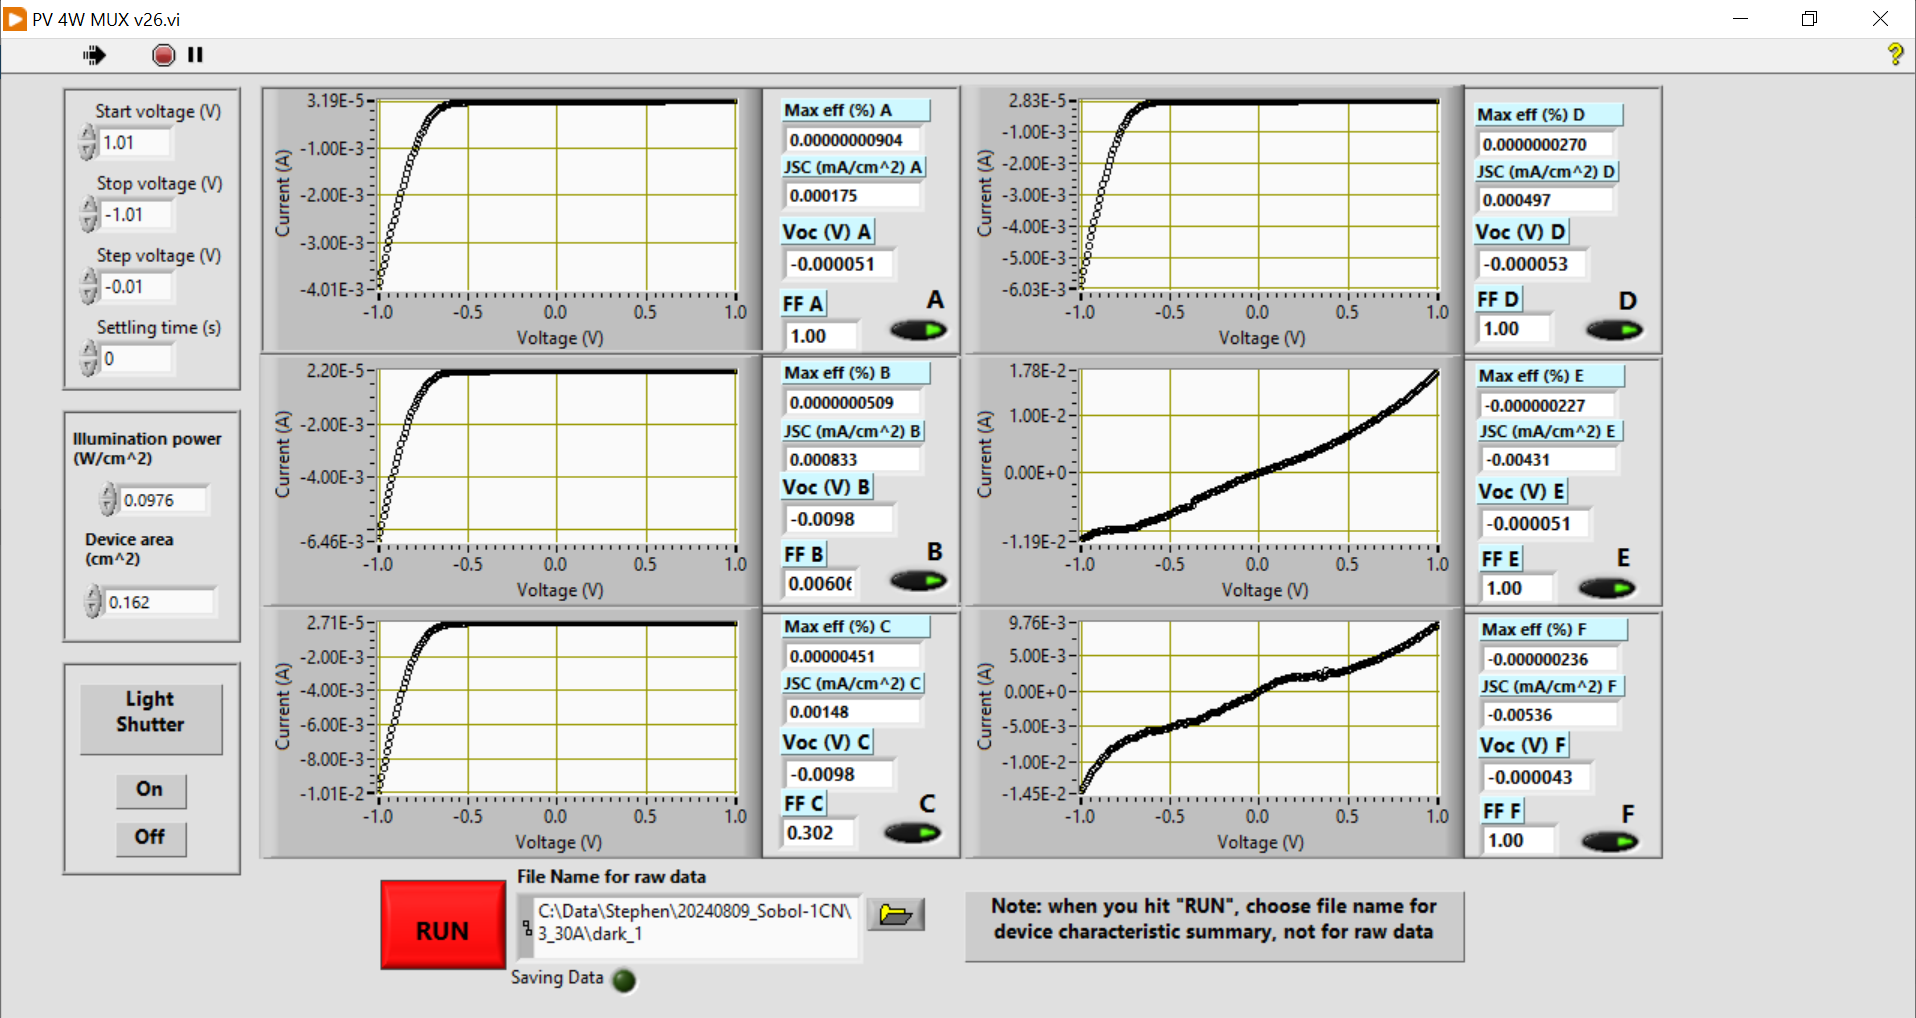 PV 4W MUX v26.vi
Start voltage (V)
1.01
Stop voltage (V)
-1.01
Step voltage (V)
-0.01
Settling time (s)
0
Illumination power
(W/cm^2)
0.0976
Device area
(cm^2)
0.162
Light
Shutter
On
Off
3.19E-5
-1.00E-3
-2.00E-3
-3.00E-3
-4.01E-3
Current (A)
-1.0 -0.5 0.0 0.5 1.0
Voltage (V)
Max eff (%) A
0.00000000904
JSC (mA/cm^2) A
0.000175
Voc (V) A
-0.000051
FF A
1.00
A
2.20E-5
-2.00E-3
-4.00E-3
-6.46E-3
Current (A)
-1.0 -0.5 0.0 0.5 1.0
Voltage (V)
Max eff (%) B
0.0000000509
JSC (mA/cm^2) B
0.000833
Voc (V) B
-0.0098
FF B
0.00606
B
2.71E-5
-2.00E-3
-4.00E-3
-6.00E-3
-8.00E-3
-1.01E-2
Current (A)
-1.0 -0.5 0.0 0.5 1.0
Voltage (V)
Max eff (%) C
0.00000451
JSC (mA/cm^2) C
0.00148
Voc (V) C
-0.0098
FF C
0.302
C
2.83E-5
-1.00E-3
-2.00E-3
-3.00E-3
-4.00E-3
-5.00E-3
-6.03E-3
Current (A)
-1.0 -0.5 0.0 0.5 1.0
Voltage (V)
Max eff (%) D
0.0000000270
JSC (mA/cm^2) D
0.000497
Voc (V) D
-0.000053
FF D
1.00
D
1.78E-2
1.00E-2
0.00E+0
-1.19E-2
Current (A)
-1.0 -0.5 0.0 0.5 1.0
Voltage (V)
Max eff (%) E
-0.000000227
JSC (mA/cm^2) E
-0.00431
Voc (V) E
-0.000051
FF E
1.00
E
9.76E-3
5.00E-3
0.00E+0
-5.00E-3
-1.00E-2
-1.45E-2
Current (A)
-1.0 -0.5 0.0 0.5 1.0
Voltage (V)
Max eff (%) F
-0.000000236
JSC (mA/cm^2) F
-0.00536
Voc (V) F
-0.000043
FF F
1.00
F
RUN
File Name for raw data
C:\Data\Stephen\20240809_Sobol-1CN\
3_30A\dark_1
Saving Data
Note: when you hit "RUN", choose file name for
device characteristic summary, not for raw data